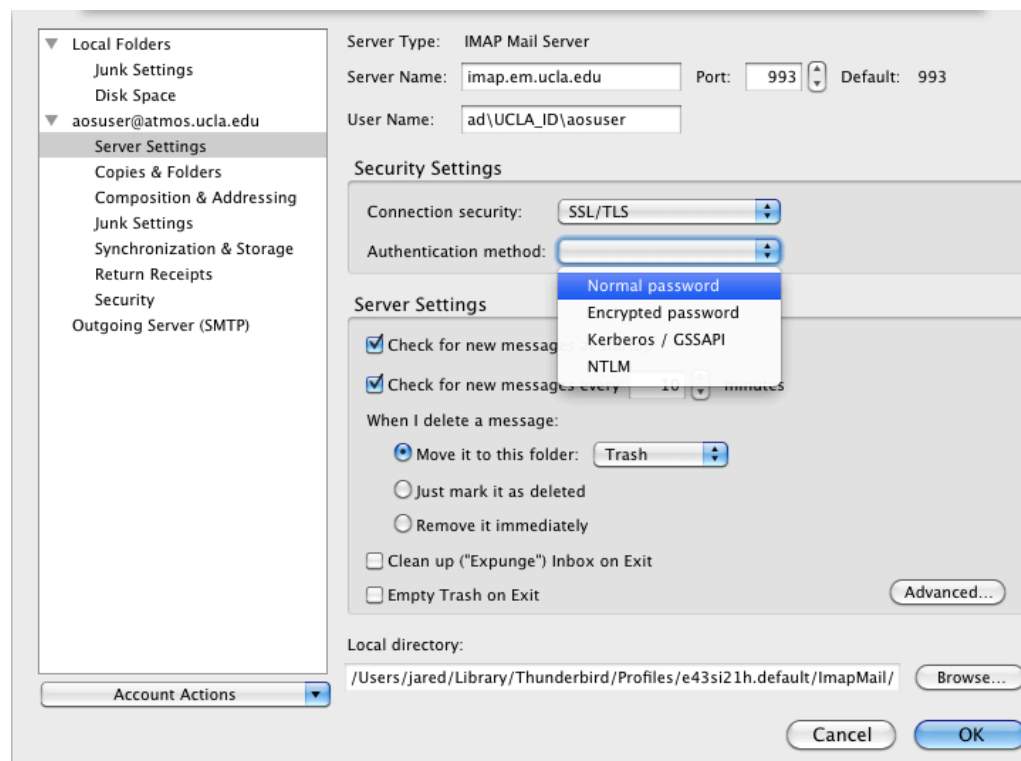 Local Folders
Junk Settings
Disk Space
aosuser@atmos.ucla.edu
Server Settings
Copies & Folders
Composition & Addressing
Junk Settings
Synchronization & Storage
Return Receipts
Security
Outgoing Server (SMTP)
Account Actions
Server Type: IMAP Mail Server
Server Name: imap.em.ucla.edu Port: 993 Default: 993
User Name: ad\UCLA_ID\aosuser
Security Settings
Connection security: SSL/TLS
Authentication method:
Normal password
Encrypted password
Kerberos / GSSAPI
NTLM
Server Settings
Check for new messages
Check for new messages every 10 minutes
When I delete a message:
Move it to this folder: Trash
Just mark it as deleted
Remove it immediately
Clean up ("Expunge") Inbox on Exit
Empty Trash on Exit
Advanced...
Local directory:
/Users/jared/Library/Thunderbird/Profiles/e43si21h.default/ImapMail/ Browse...
Cancel OK